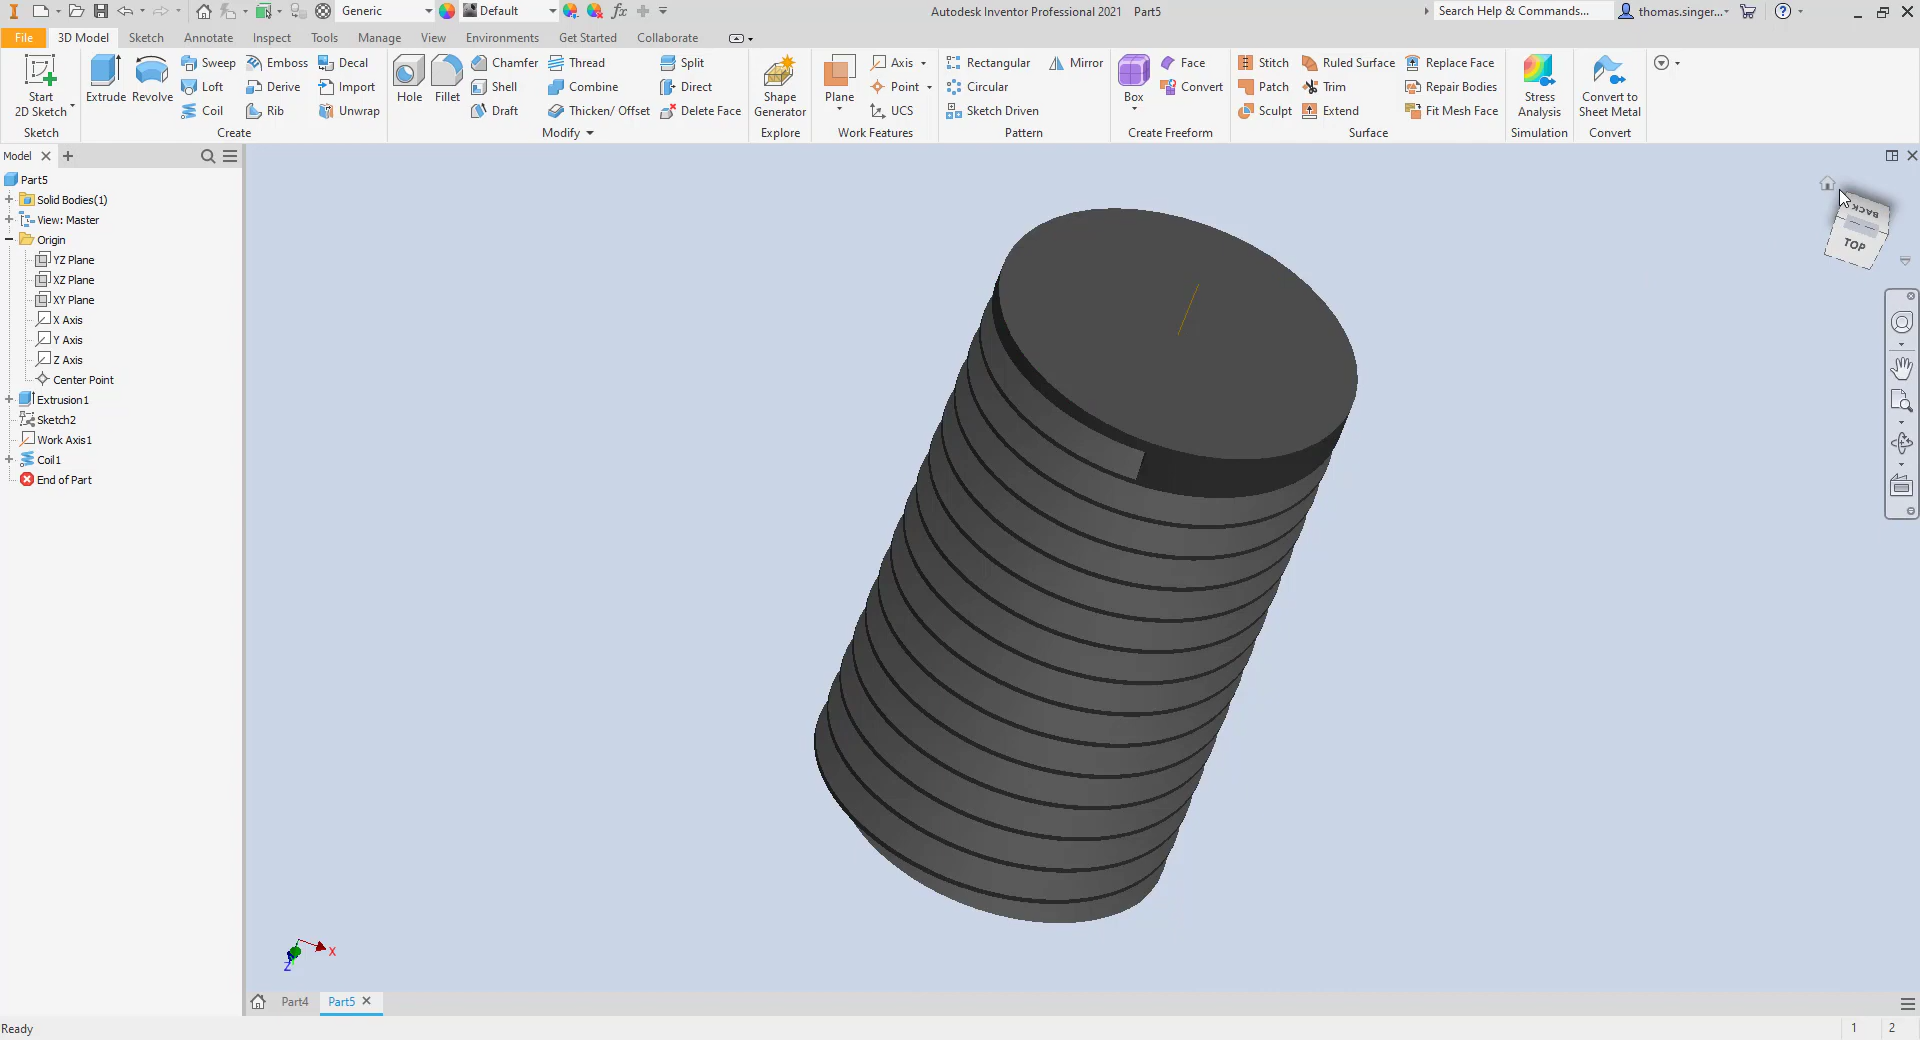 Generic
Default
fx
Autodesk Inventor Professional 2021 Part5
Search Help & Commands...
thomas.singer...
File
3D Model
Sketch
Annotate
Inspect
Tools
Manage
View
Environments
Get Started
Collaborate
Start
2D Sketch
Extrude
Revolve
Sweep
Loft
Coil
Emboss
Derive
Rib
Decal
Import
Unwrap
Hole
Fillet
Chamfer
Shell
Draft
Thread
Combine
Thicken/ Offset
Split
Direct
Delete Face
Shape
Generator
Plane
Axis
Point
UCS
Rectangular
Circular
Sketch Driven
Mirror
Box
Face
Convert
Stitch
Patch
Sculpt
Ruled Surface
Trim
Extend
Replace Face
Repair Bodies
Fit Mesh Face
Stress
Analysis
Convert to
Sheet Metal
Sketch
Create
Modify
Explore
Work Features
Pattern
Create Freeform
Surface
Simulation
Convert
Model
Part5
Solid Bodies(1)
View: Master
Origin
YZ Plane
XZ Plane
XY Plane
X Axis
Y Axis
Z Axis
Center Point
Extrusion1
Sketch2
Work Axis1
Coil1
End of Part
BACK
TOP
X
Z
Part4
Part5
Ready
1
2